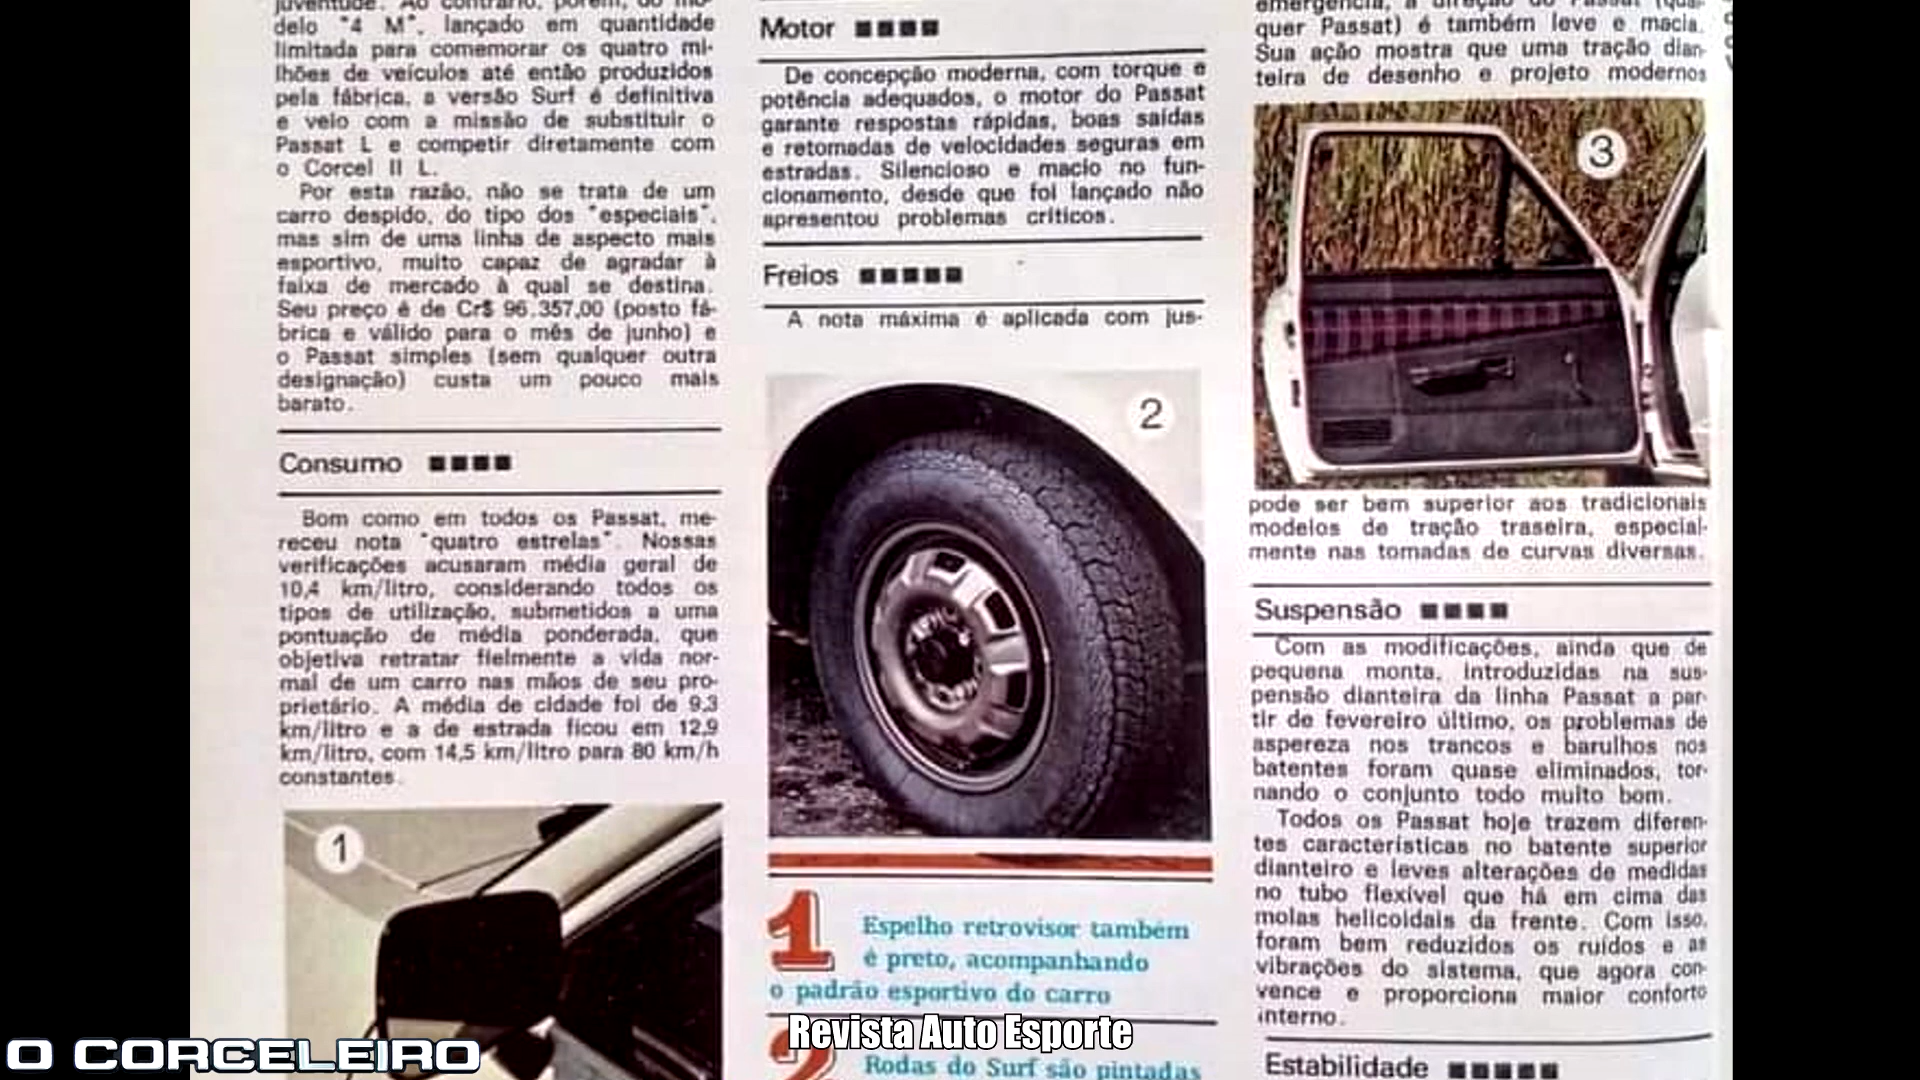 juventude. Ao contrário, porém, do mo-
delo "4 M", lançado em quantidade
limitada para comemorar os quatro mi-
lhões de veículos até então produzidos
pela fábrica, a versão Surf é definitiva
e veio com a missão de substituir o
Passat L e competir diretamente com
o Corcel II L.
Por esta razão, não se trata de um
carro despido, do tipo dos "especiais",
mas sim de uma linha de aspecto mais
esportivo, muito capaz de agradar à
faixa de mercado à qual se destina.
Seu preço é de Cr$ 96.357,00 (posto fá-
brica e válido para o mês de junho) e
o Passat simples (sem qualquer outra
designação) custa um pouco mais
barato.
Consumo ■■■■
Bom como em todos os Passat, me-
receu nota "quatro estrelas". Nossas
verificações acusaram média geral de
10,4 km/litro, considerando todos os
tipos de utilização, submetidos a uma
pontuação de média ponderada, que
objetiva retratar fielmente a vida nor-
mal de um carro nas mãos de seu pro-
prietário. A média de cidade foi de 9,3
km/litro e a de estrada ficou em 12,9
km/litro, com 14,5 km/litro para 80 km/h
constantes.
1
Motor ■■■■
De concepção moderna, com torque e
potência adequados, o motor do Passat
garante respostas rápidas, boas saídas
e retomadas de velocidades seguras em
estradas. Silencioso e macio no fun-
cionamento, desde que foi lançado não
apresentou problemas críticos.
Freios ■■■■■
A nota máxima é aplicada com jus-
2
1 Espelho retrovisor também
é preto, acompanhando
o padrão esportivo do carro
2 Rodas do Surf são pintadas
emergência, a direção do Passat (qual-
quer Passat) é também leve e macia.
Sua ação mostra que uma tração dian-
teira de desenho e projeto modernos
3
pode ser bem superior aos tradicionais
modelos de tração traseira, especial-
mente nas tomadas de curvas diversas.
Suspensão ■■■■
Com as modificações, ainda que de
pequena monta, introduzidas na sus-
pensão dianteira da linha Passat a par-
tir de fevereiro último, os problemas de
aspereza nos trancos e barulhos nos
batentes foram quase eliminados, tor-
nando o conjunto todo muito bom.
Todos os Passat hoje trazem diferen-
tes características no batente superior
dianteiro e leves alterações de medidas
no tubo flexível que há em cima das
molas helicoidais da frente. Com isso,
foram bem reduzidos os ruídos e as
vibrações do sistema, que agora con-
vence e proporciona maior conforto
interno.
Estabilidade ■■■■■
Revista Auto Esporte
O CORCELEIRO